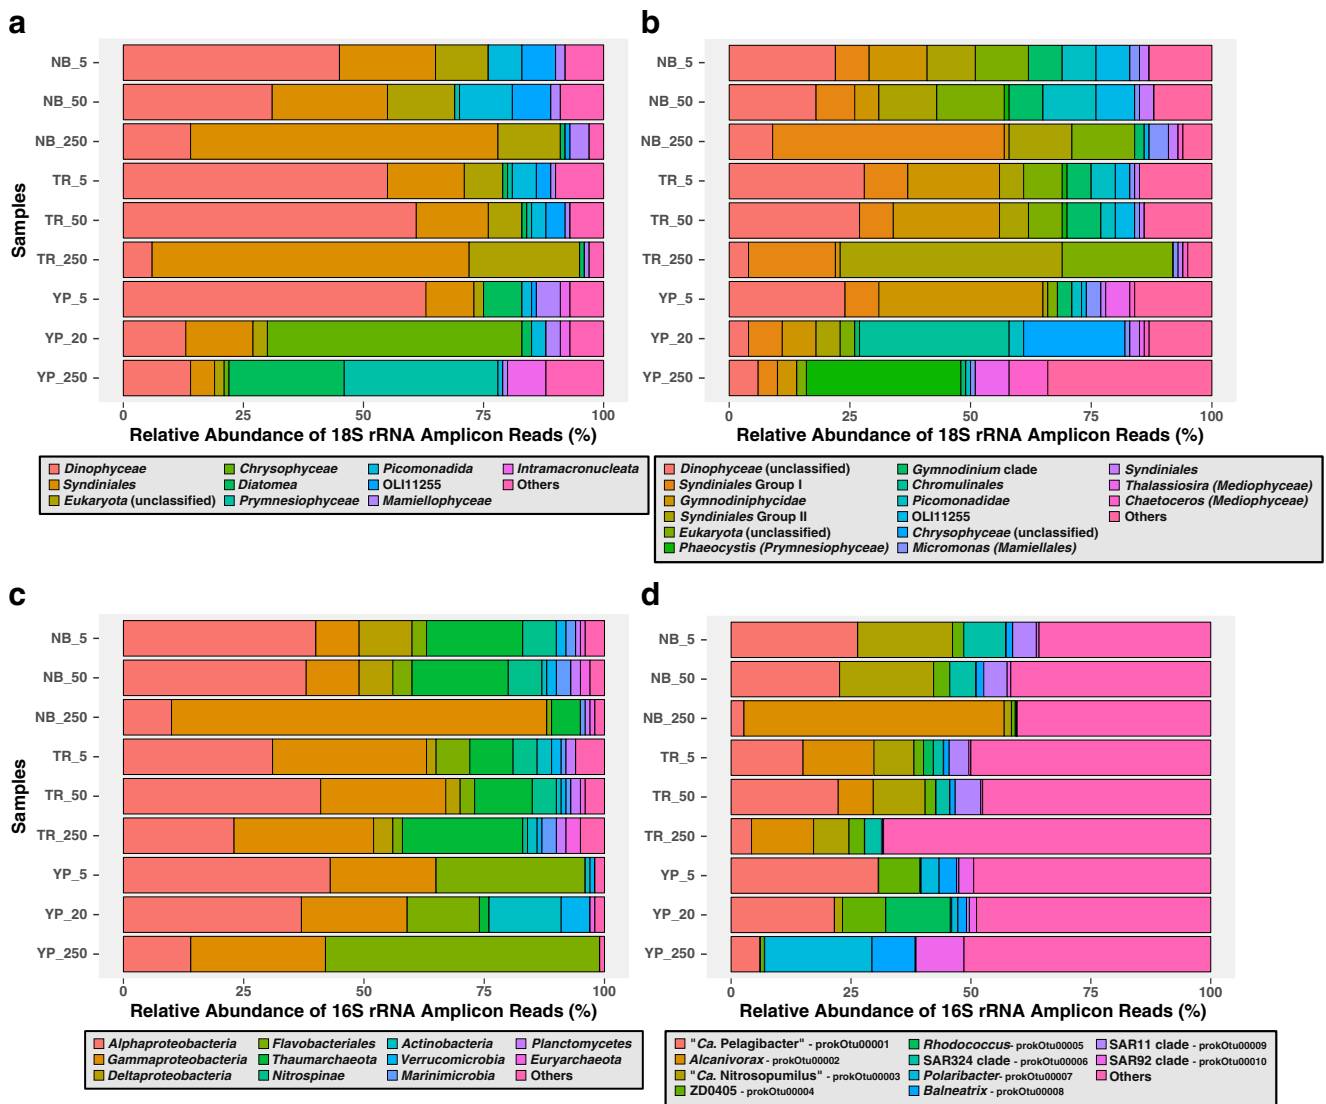 a
Samples
NB_5
NB_50
NB_250
TR_5
TR_50
TR_250
YP_5
YP_20
YP_250
0 25 50 75 100
Relative Abundance of 18S rRNA Amplicon Reads (%)
Dinophyceae Chrysophyceae Picomonadida Intramacronucleata
Syndiniales Diatomea OLI11255 Others
Eukaryota (unclassified) Prymnesiophyceae Mamiellophyceae
b
NB_5
NB_50
NB_250
TR_5
TR_50
TR_250
YP_5
YP_20
YP_250
0 25 50 75 100
Relative Abundance of 18S rRNA Amplicon Reads (%)
Dinophyceae (unclassified) Gymnodinium clade Syndiniales
Syndiniales Group I Chromulinales Thalassiosira (Mediophyceae)
Gymnodiniphycidae Picomonadidae Chaetoceros (Mediophyceae)
Syndiniales Group II OLI11255 Others
Eukaryota (unclassified) Chrysophyceae (unclassified)
Phaeocystis (Prymnesiophyceae) Micromonas (Mamiellales)
c
Samples
NB_5
NB_50
NB_250
TR_5
TR_50
TR_250
YP_5
YP_20
YP_250
0 25 50 75 100
Relative Abundance of 16S rRNA Amplicon Reads (%)
Alphaproteobacteria Flavobacteriales Actinobacteria Planctomycetes
Gammaproteobacteria Thaumarchaeota Verrucomicrobia Euryarchaeota
Deltaproteobacteria Nitrospinae Marinimicrobia Others
d
NB_5
NB_50
NB_250
TR_5
TR_50
TR_250
YP_5
YP_20
YP_250
0 25 50 75 100
Relative Abundance of 16S rRNA Amplicon Reads (%)
"Ca. Pelagibacter" - prokOtu00001 Rhodococcus- prokOtu00005 SAR11 clade - prokOtu00009
Alcanivorax - prokOtu00002 SAR324 clade - prokOtu00006 SAR92 clade - prokOtu00010
"Ca. Nitrosopumilus" - prokOtu00003 Polaribacter- prokOtu00007 Others
ZD0405 - prokOtu00004 Balneatrix - prokOtu00008